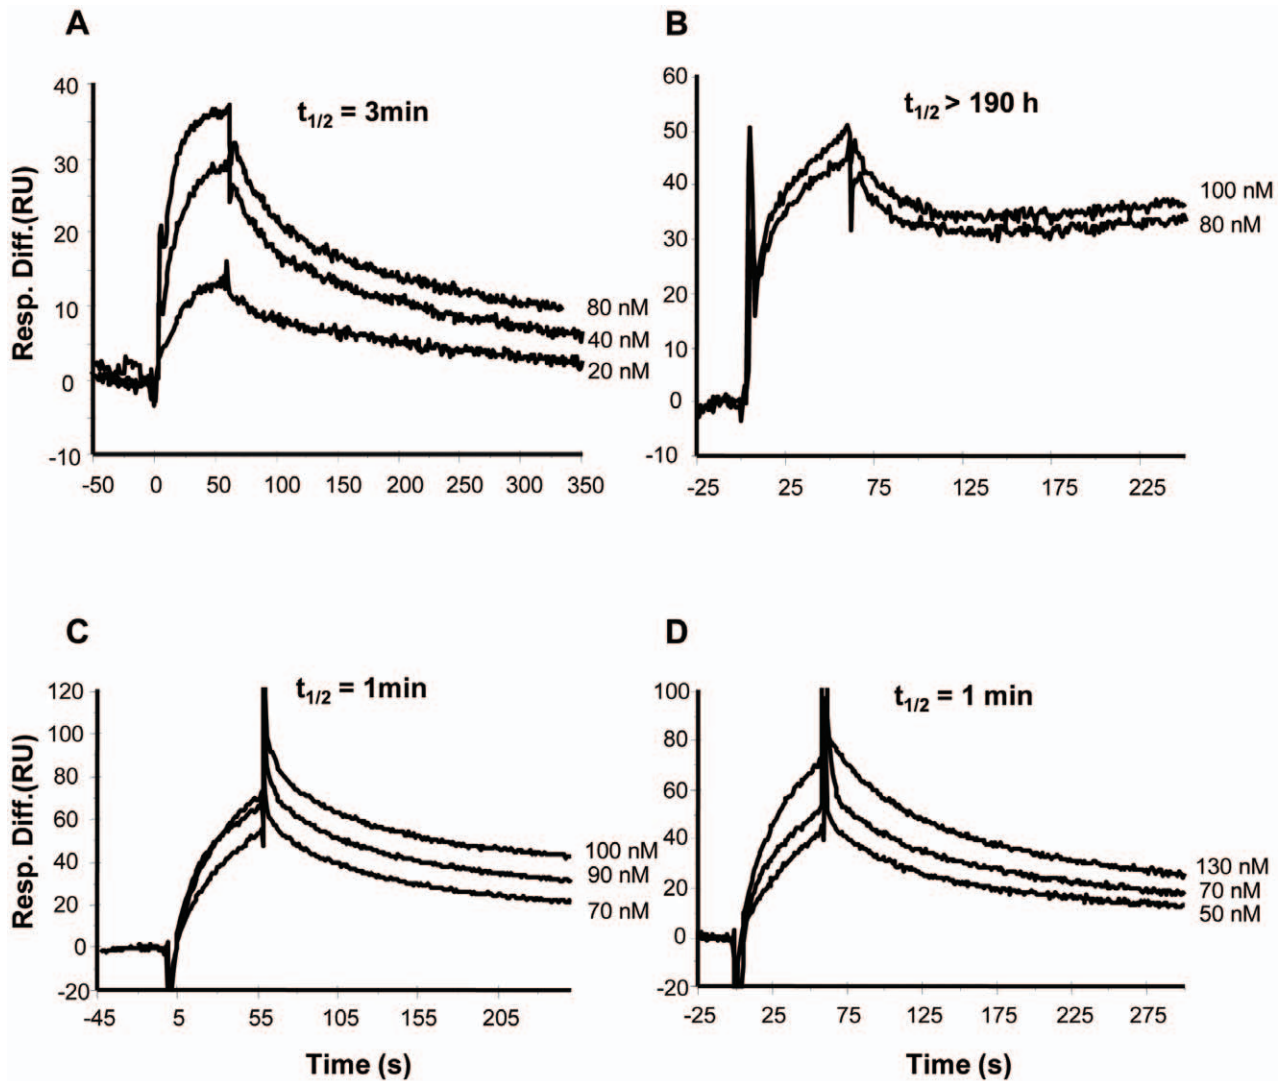 A
t1/2 = 3min
Resp. Diff.(RU)
40
30
20
10
0
-10
-50 0 50 100 150 200 250 300 350
80 nM
40 nM
20 nM
B
t1/2 > 190 h
60
50
40
30
20
10
0
-10
-25 25 75 125 175 225
100 nM
80 nM
C
t1/2 = 1min
Resp. Diff.(RU)
120
100
80
60
40
20
0
-20
-45 5 55 105 155 205
100 nM
90 nM
70 nM
Time (s)
D
t1/2 = 1 min
100
80
60
40
20
0
-20
-25 25 75 125 175 225 275
130 nM
70 nM
50 nM
Time (s)